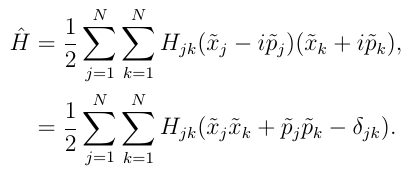 \hat{H} = \frac{1}{2} \sum_{j=1}^{N} \sum_{k=1}^{N} H_{jk} (\tilde{x}_j - i\tilde{p}_j)(\tilde{x}_k + i\tilde{p}_k),
= \frac{1}{2} \sum_{j=1}^{N} \sum_{k=1}^{N} H_{jk} (\tilde{x}_j \tilde{x}_k + \tilde{p}_j \tilde{p}_k - \delta_{jk}).